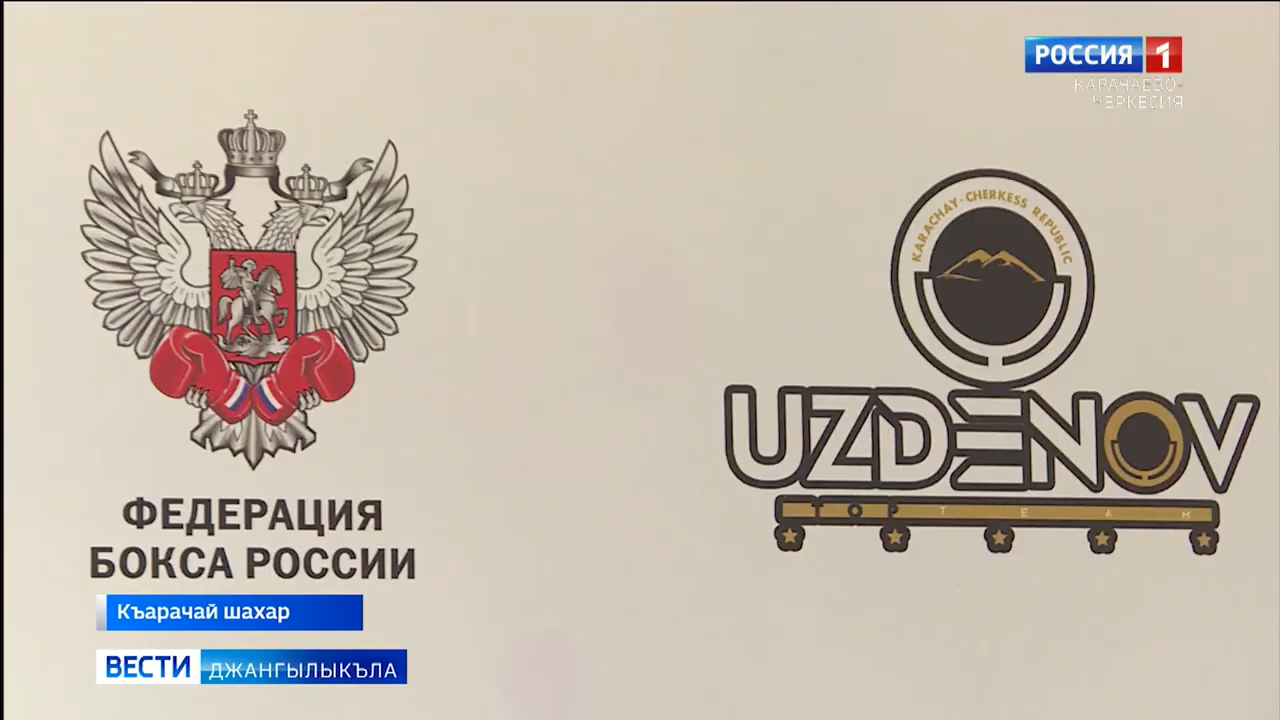 РОССИЯ 1
КАРАЧАЕВО-
ЧЕРКЕСИЯ
KARACHAY · CHERKESS REPUBLIC
UZDENOV
TOP TEAM
ФЕДЕРАЦИЯ
БОКСА РОССИИ
Къарачай шахар
ВЕСТИ ДЖАНГЫЛЫКЪЛА